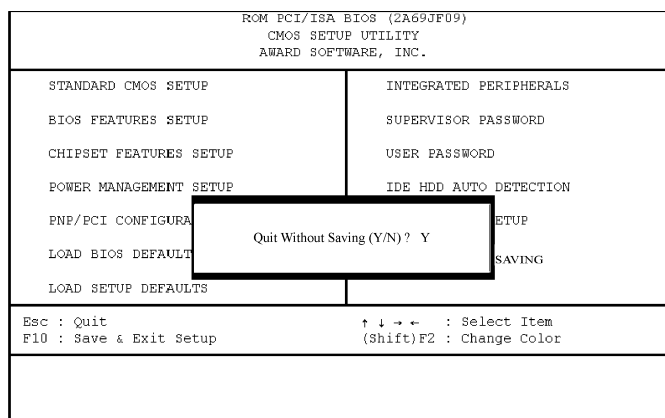 ROM PCI/ISA BIOS (2A69JF09)
CMOS SETUP UTILITY
AWARD SOFTWARE, INC.
STANDARD CMOS SETUP
BIOS FEATURES SETUP
CHIPSET FEATURES SETUP
POWER MANAGEMENT SETUP
PNP/PCI CONFIGURA
LOAD BIOS DEFAULT
LOAD SETUP DEFAULTS
INTEGRATED PERIPHERALS
SUPERVISOR PASSWORD
USER PASSWORD
IDE HDD AUTO DETECTION
ETUP
SAVING
Quit Without Saving (Y/N) ? Y
Esc : Quit
F10 : Save & Exit Setup
↑ ↓ → ← : Select Item
(Shift)F2 : Change Color